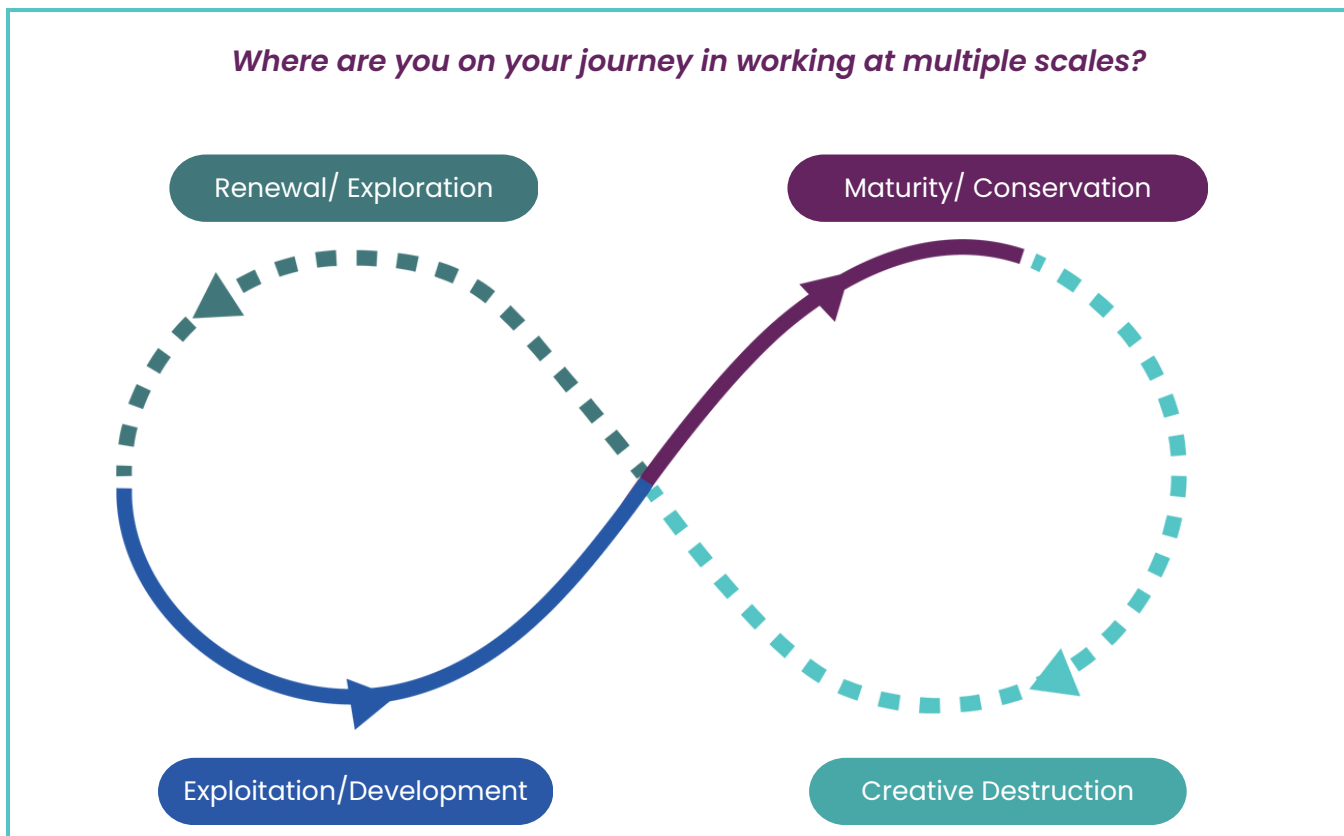 Where are you on your journey in working at multiple scales?
Renewal/ Exploration
Maturity/ Conservation
Exploitation/Development
Creative Destruction